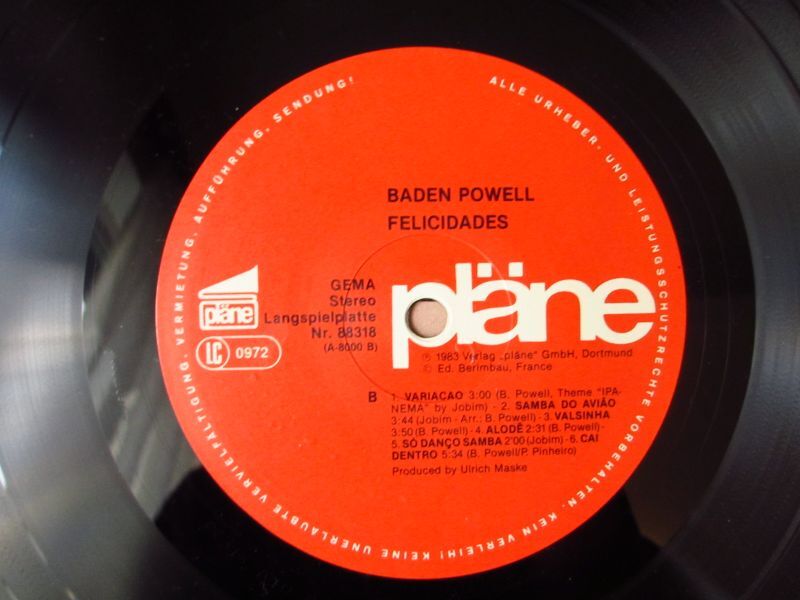 ALLE URHEBER- UND LEISTUNGSSCHUTZRECHTE VORBEHALTEN. KEIN VERLEIH! KEINE UNERLAUBTE VERVIELFÄLTIGUNG, VERMIETUNG, AUFFÜHRUNG, SENDUNG!
BADEN POWELL
FELICIDADES
GEMA
Stereo
Langspielplatte
Nr. 88318
(A-8000 B)
pläne
pläne
LC 0972
℗ 1983 Verlag „pläne" GmbH, Dortmund
© Ed. Berimbau, France
B
1. VARIACAO 3:00 (B. Powell, Theme "IPA-
NEMA" by Jobim) - 2. SAMBA DO AVIÃO
3:44 (Jobim - Arr.: B. Powell) - 3. VALSINHA
3:50 (B. Powell) - 4. ALODÊ 2:31 (B. Powell) -
5. SÓ DANÇO SAMBA 2'00 (Jobim) - 6. CAI
DENTRO 5:34 (B. Powell/P. Pinheiro)
Produced by Ulrich Maske